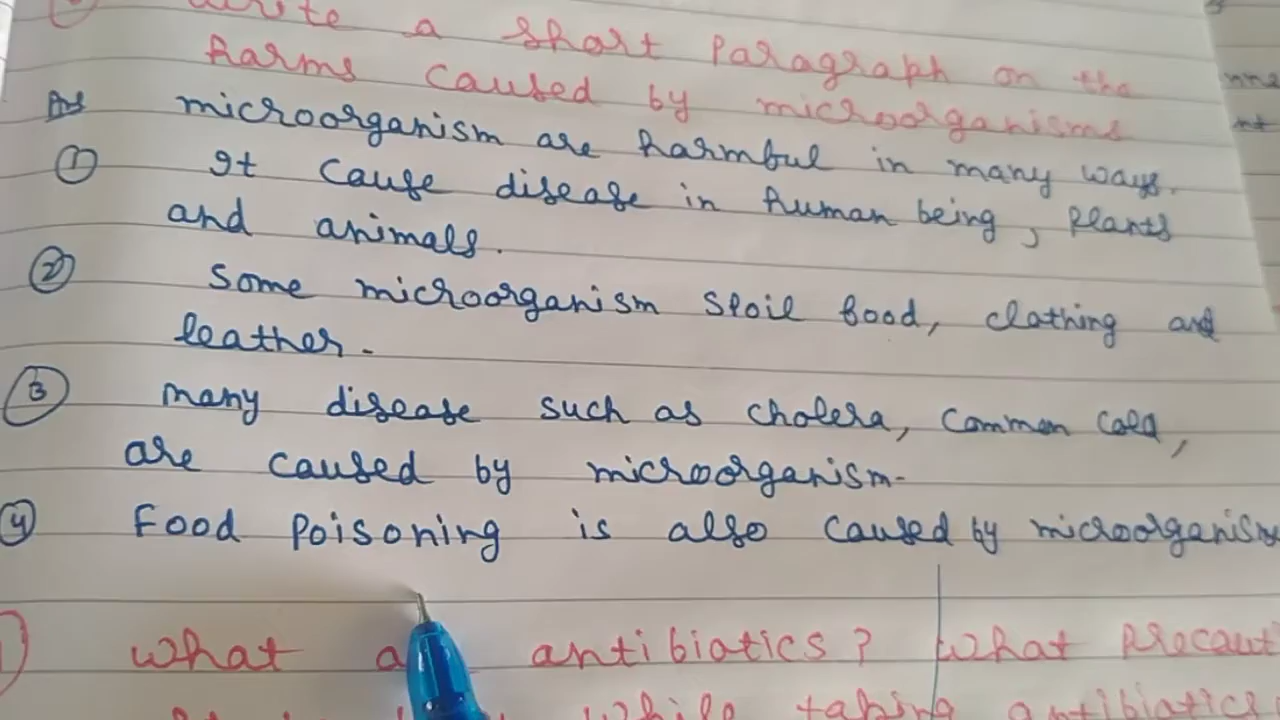 write a short Paragraph on the
harms caused by microorganisms
Ans microorganism are harmful in many ways.
① It cause disease in human being, Plants
and animals.
② Some microorganism spoil food, clothing and
leather.
③ many disease such as cholera, common cold,
are caused by microorganism.
④ Food Poisoning is also caused by microorganism
What antibiotics? What Precaut
while taking antibiotics